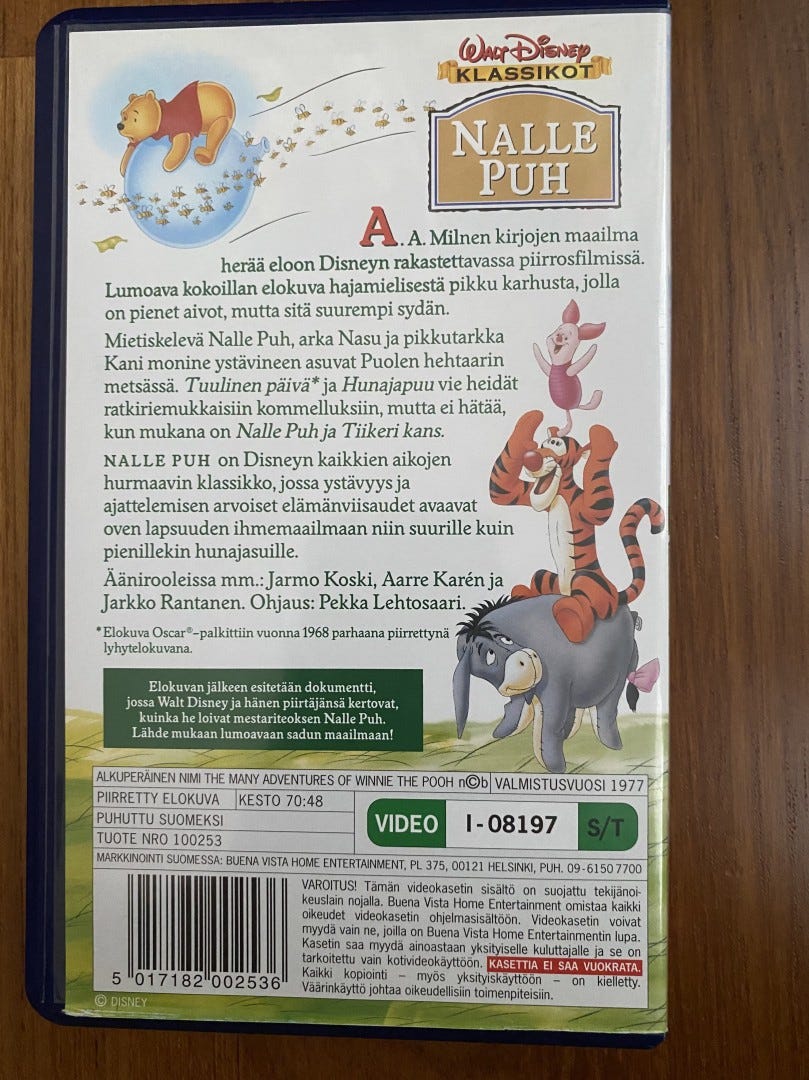 WALT DISNEY
KLASSIKOT
NALLE
PUH
A. A. Milnen kirjojen maailma
herää eloon Disneyn rakastettavassa piirrosfilmissä.
Lumoava kokoillan elokuva hajamielisestä pikku karhusta, jolla
on pienet aivot, mutta sitä suurempi sydän.
Mietiskelevä Nalle Puh, arka Nasu ja pikkutarkka
Kani monine ystävineen asuvat Puolen hehtaarin
metsässä. Tuulinen päivä* ja Hunajapuu vie heidät
ratkiriemukkaisiin kommelluksiin, mutta ei hätää,
kun mukana on Nalle Puh ja Tiikeri kans.
NALLE PUH on Disneyn kaikkien aikojen
hurmaavin klassikko, jossa ystävyys ja
ajattelemisen arvoiset elämänviisaudet avaavat
oven lapsuuden ihmemaailmaan niin suurille kuin
pienillekin hunajasuille.
Äänirooleissa mm.: Jarmo Koski, Aarre Karén ja
Jarkko Rantanen. Ohjaus: Pekka Lehtosaari.
*Elokuva Oscar®-palkittiin vuonna 1968 parhaana piirrettynä
lyhytelokuvana.
Elokuvan jälkeen esitetään dokumentti,
jossa Walt Disney ja hänen piirtäjänsä kertovat,
kuinka he loivat mestariteoksen Nalle Puh.
Lähde mukaan lumoavaan sadun maailmaan!
ALKUPERÄINEN NIMI THE MANY ADVENTURES OF WINNIE THE POOH n©b VALMISTUSVUOSI 1977
PIIRRETTY ELOKUVA KESTO 70:48
PUHUTTU SUOMEKSI
TUOTE NRO 100253
VIDEO I-08197 S/T
MARKKINOINTI SUOMESSA: BUENA VISTA HOME ENTERTAINMENT, PL 375, 00121 HELSINKI, PUH. 09-6150 7700
VAROITUS! Tämän videokasetin sisältö on suojattu tekijänoi-
keuslain nojalla. Buena Vista Home Entertainment omistaa kaikki
oikeudet videokasetin ohjelmasisältöön. Videokasetin voivat
myydä vain ne, joilla on Buena Vista Home Entertainmentin lupa.
Kasetin saa myydä ainoastaan yksityiselle kuluttajalle ja se on
tarkoitettu vain kotivideokäyttöön. KASETTIA EI SAA VUOKRATA.
Kaikki kopiointi – myös yksityiskäyttöön – on kielletty.
Väärinkäyttö johtaa oikeudellisiin toimenpiteisiin.
5 017182 002536
© DISNEY